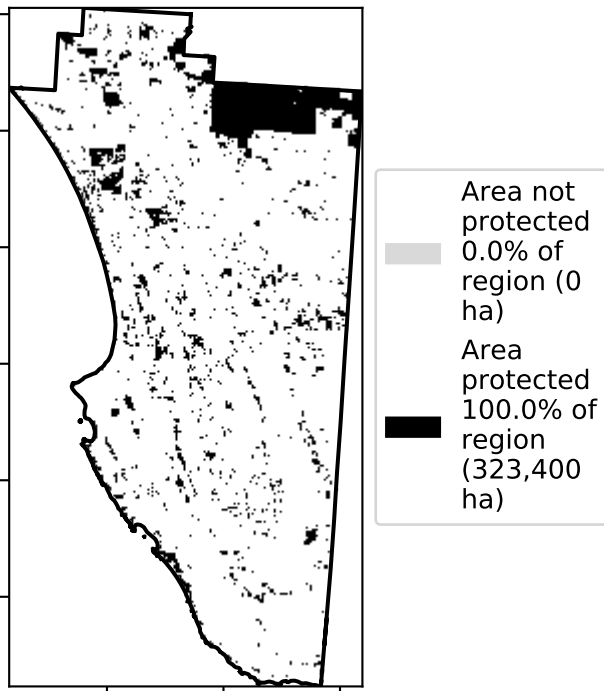 Area not
protected
0.0% of
region (0
ha)
Area
protected
100.0% of
region
(323,400
ha)